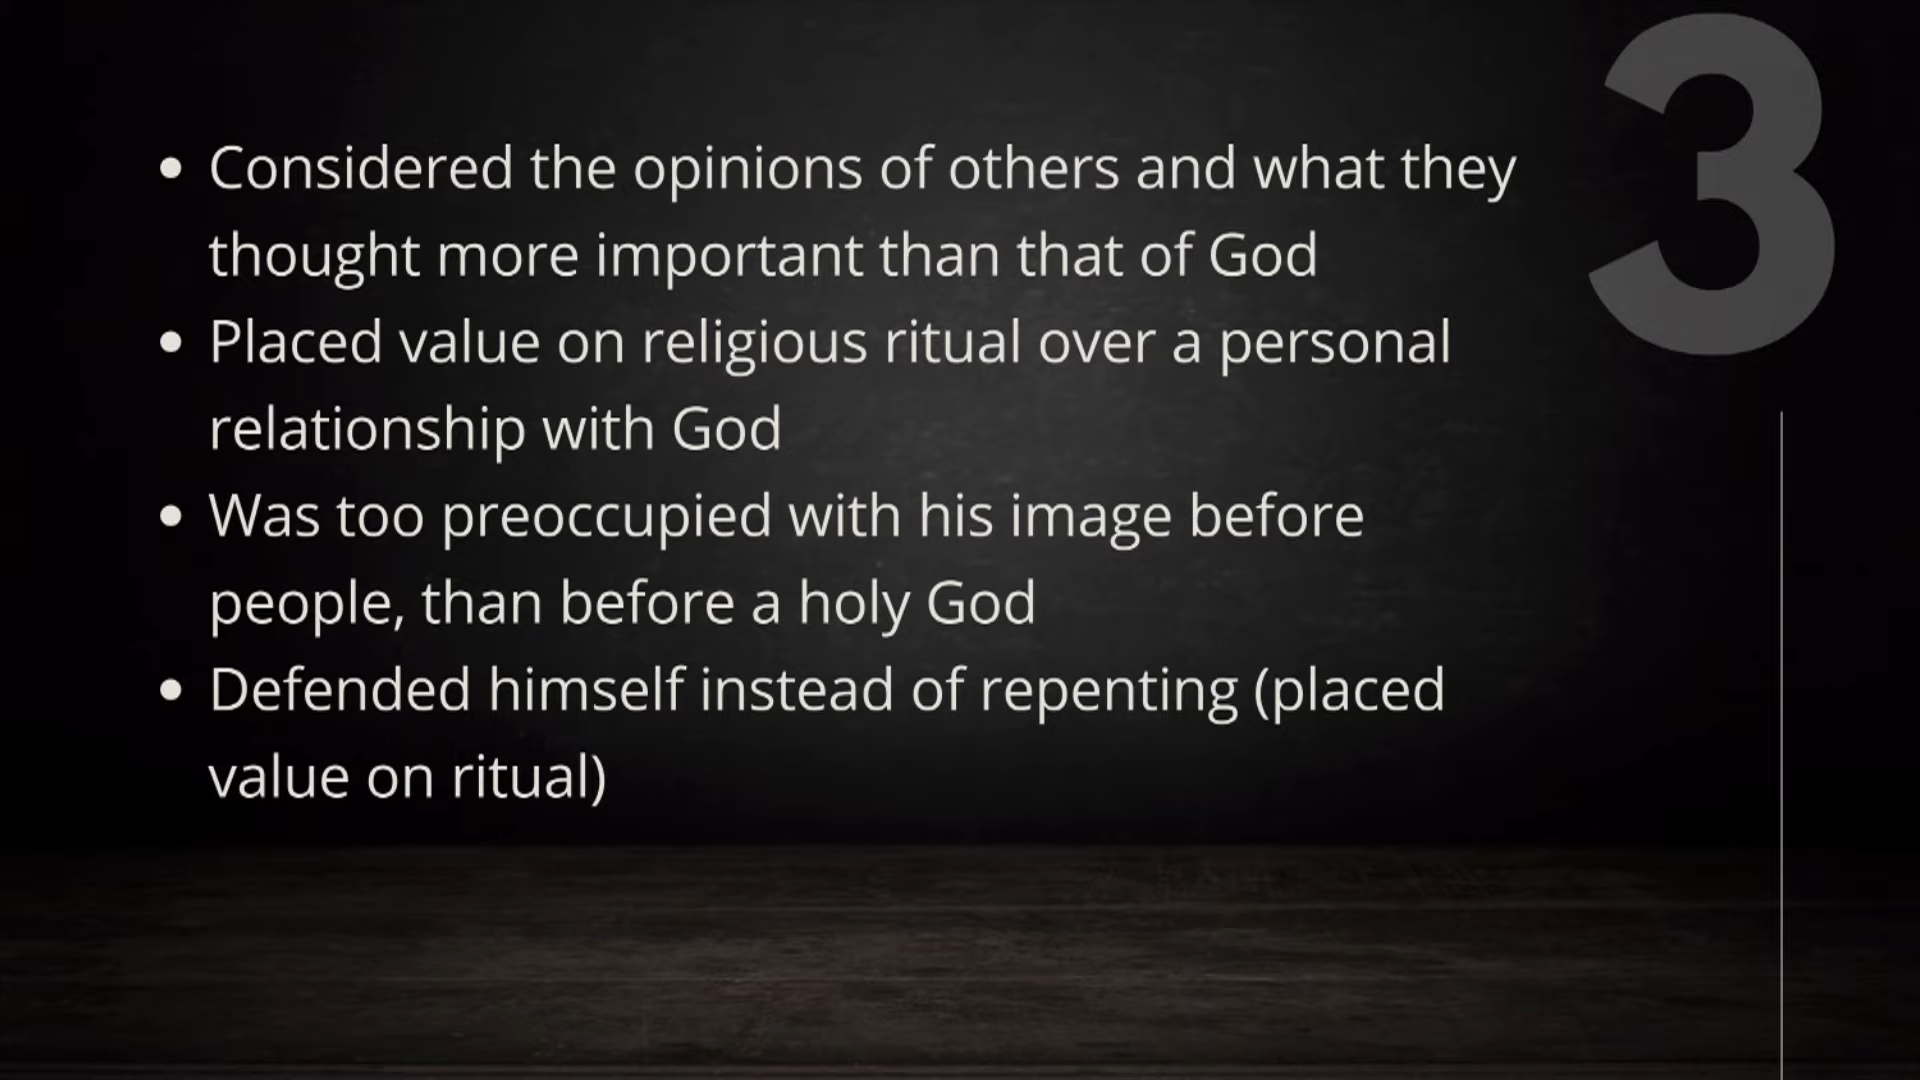 3
• Considered the opinions of others and what they
thought more important than that of God
• Placed value on religious ritual over a personal
relationship with God
• Was too preoccupied with his image before
people, than before a holy God
• Defended himself instead of repenting (placed
value on ritual)